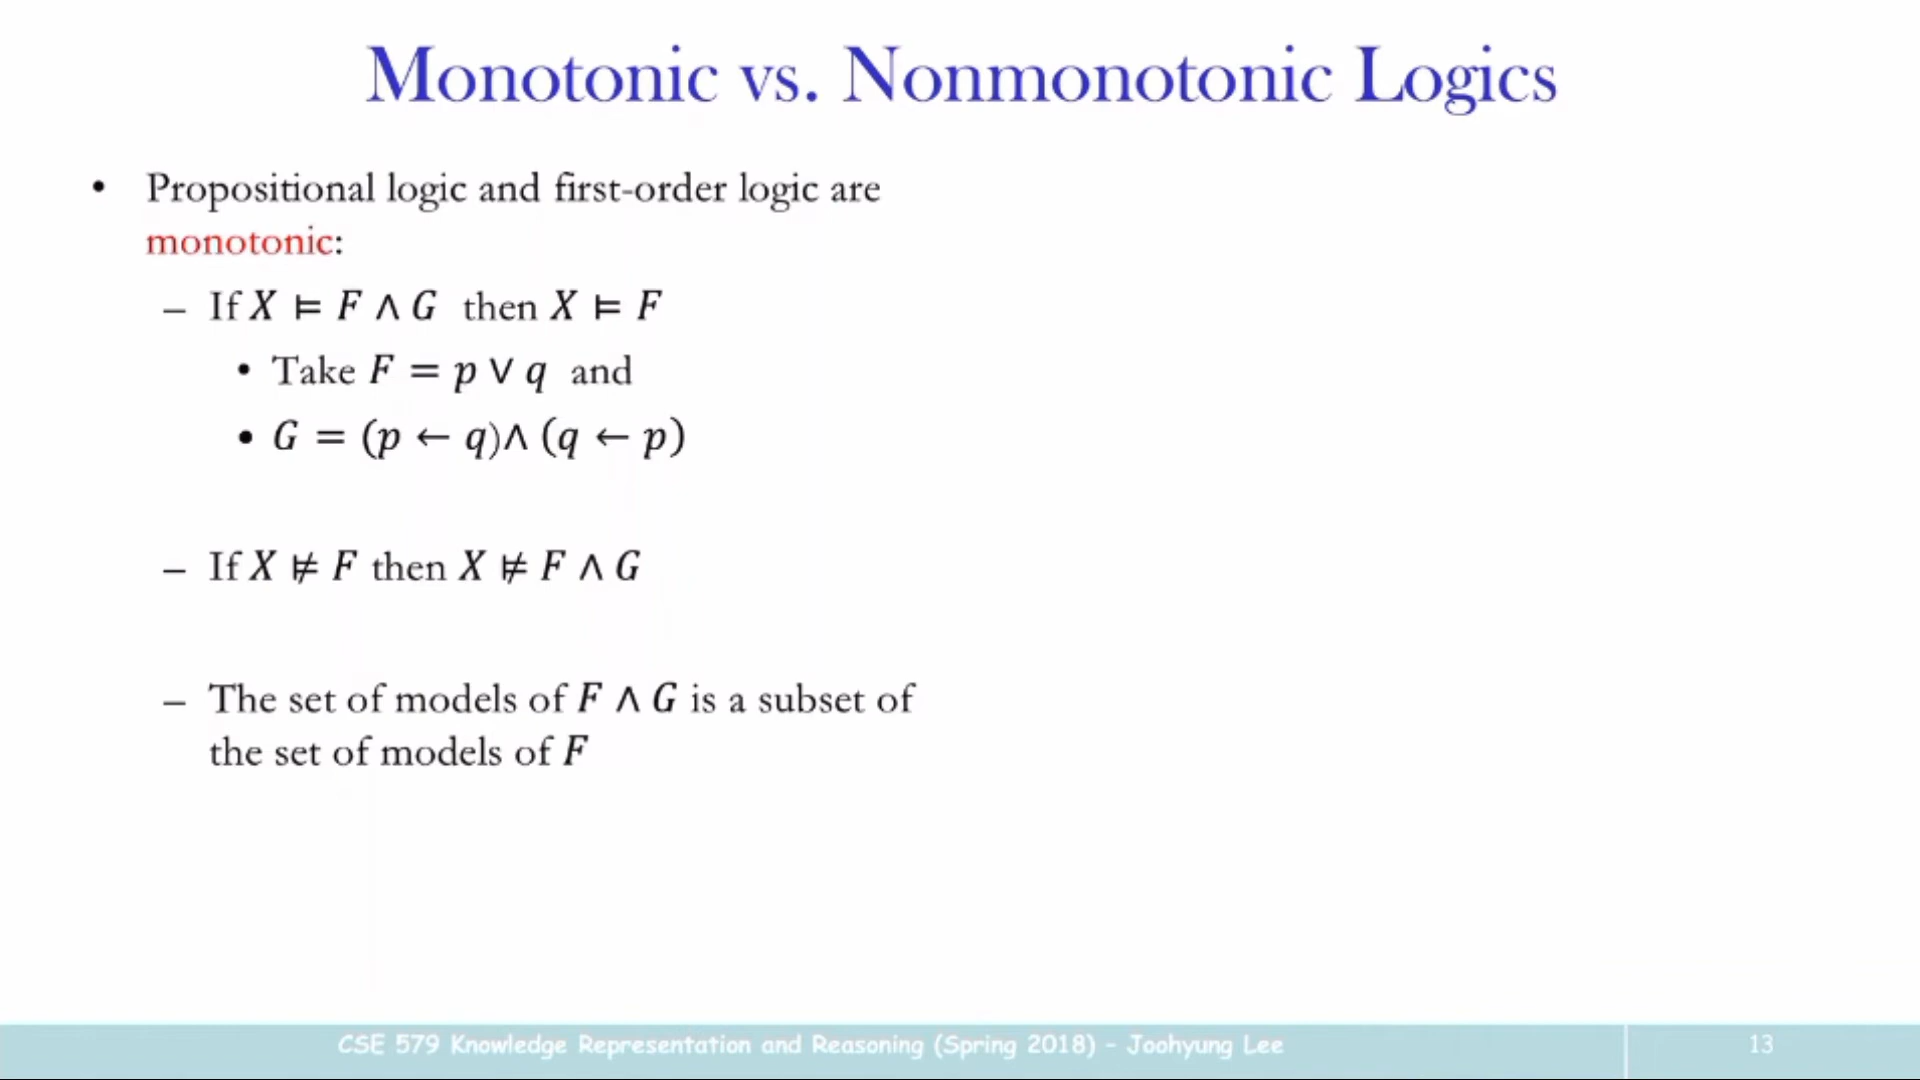 Monotonic vs. Nonmonotonic Logics
• Propositional logic and first-order logic are
monotonic:
– If X ⊨ F ∧ G then X ⊨ F
• Take F = p ∨ q and
• G = (p ← q)∧ (q ← p)
– If X ⊭ F then X ⊭ F ∧ G
– The set of models of F ∧ G is a subset of
the set of models of F
CSE 579 Knowledge Representation and Reasoning (Spring 2018) – Joohyung Lee
13